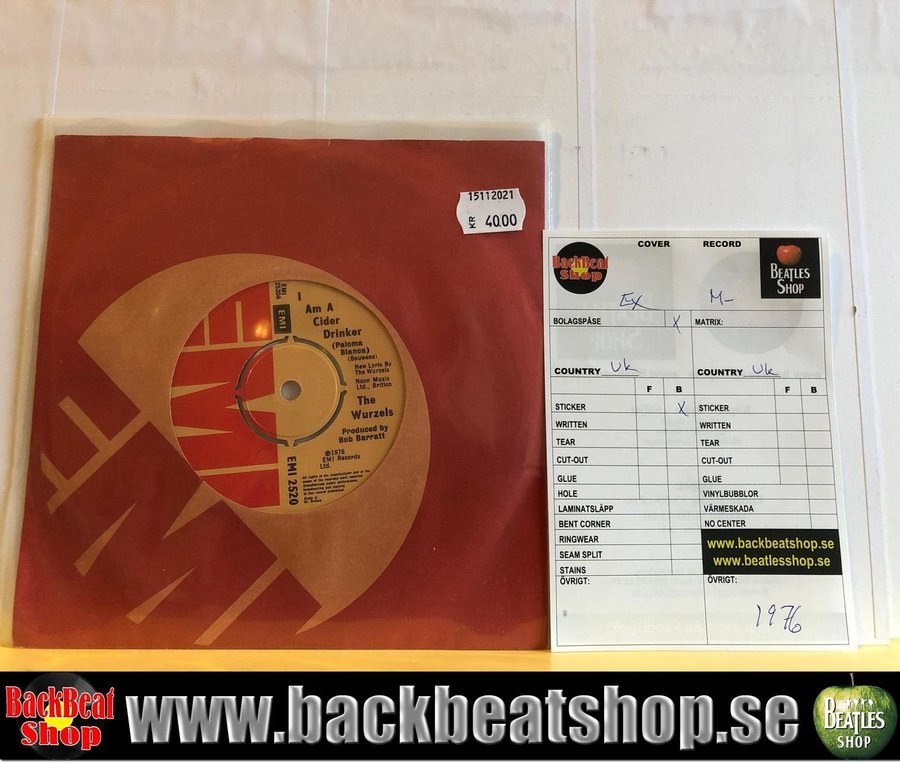 15112021
KR 40.00
EMI
EMI
2520A
EMI
I
Am A
Cider
Drinker
(Paloma
Blanca)
(Bouwens)
New Lyric By
The Wurzels
Noon Music
Ltd., Britico
The
Wurzels
Produced by
Bob Barratt
℗1976
EMI Records
Ltd.
EMI 2520
EMI
COVER RECORD
BackBeat
Shop
BEATLES
SHOP
EX M-
BOLAGSPÅSE X MATRIX:
COUNTRY Uk COUNTRY Uk
F B F B
STICKER X STICKER
WRITTEN WRITTEN
TEAR TEAR
CUT-OUT CUT-OUT
GLUE GLUE
HOLE VINYLBUBBLOR
LAMINATSLÄPP VÄRMESKADA
BENT CORNER NO CENTER
RINGWEAR
SEAM SPLIT
STAINS
www.backbeatshop.se
www.beatlesshop.se
ÖVRIGT: ÖVRIGT:
1976
BackBeat
Shop
www.backbeatshop.se
BEATLES
SHOP